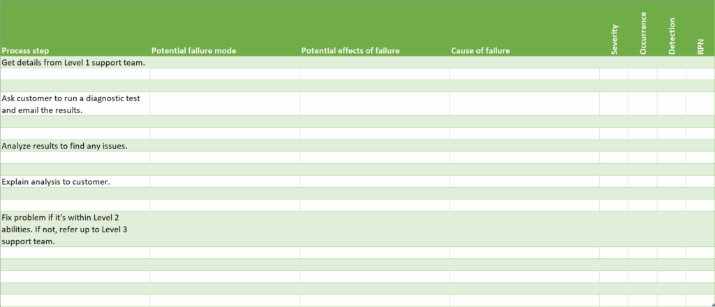 Process step Potential failure mode Potential effects of failure Cause of failure Severity Occurrence Detection RPN
Get details from Level 1 support team.
Ask customer to run a diagnostic test
and email the results.
Analyze results to find any issues.
Explain analysis to customer.
Fix problem if it's within Level 2
abilities. If not, refer up to Level 3
support team.